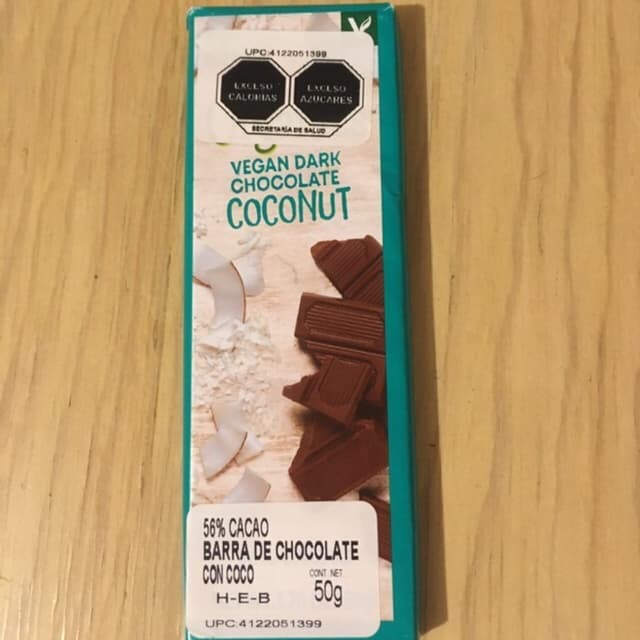 UPC:4122051399
EXCESO
CALORÍAS
EXCESO
AZÚCARES
SECRETARÍA DE SALUD
VEGAN DARK
CHOCOLATE
COCONUT
56% CACAO
BARRA DE CHOCOLATE
CON COCO
CONT. NET.
H-E-B 50g
UPC:4122051399